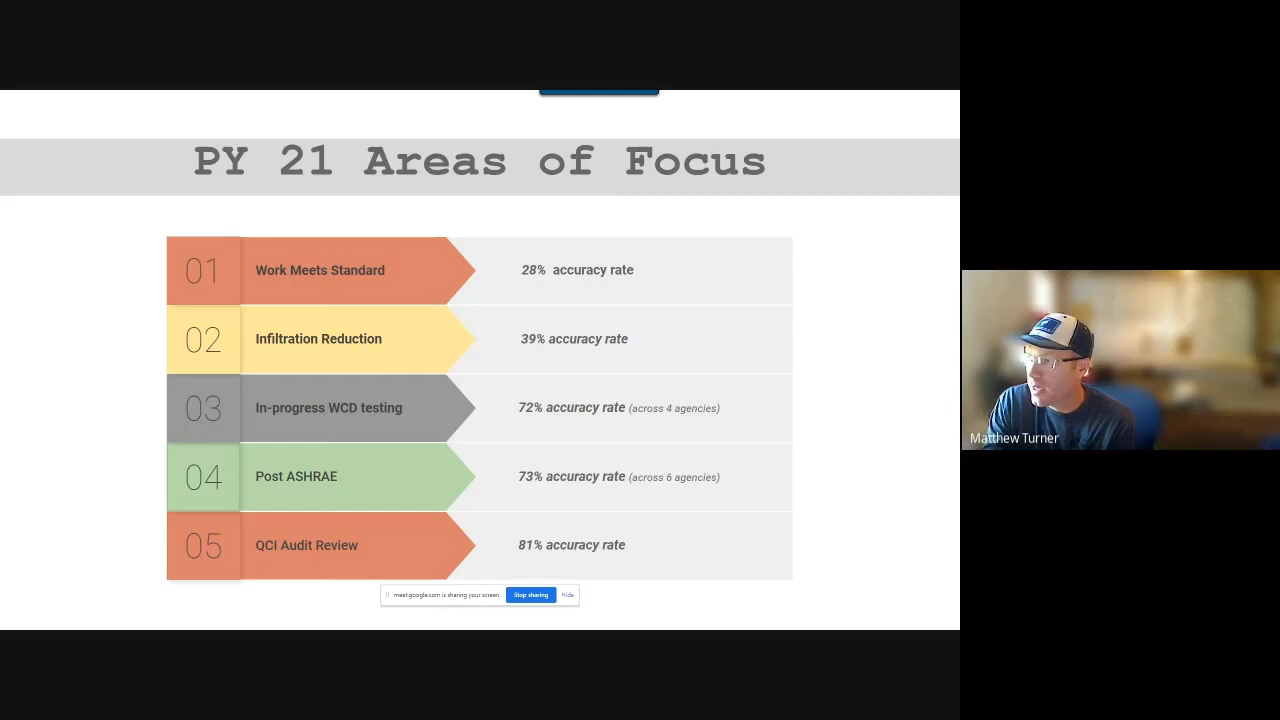 PY 21 Areas of Focus
01 Work Meets Standard 28% accuracy rate
02 Infiltration Reduction 39% accuracy rate
03 In-progress WCD testing 72% accuracy rate (across 4 agencies)
04 Post ASHRAE 73% accuracy rate (across 6 agencies)
05 QCI Audit Review 81% accuracy rate
meet.google.com is sharing your screen. Stop sharing Hide
Matthew Turner